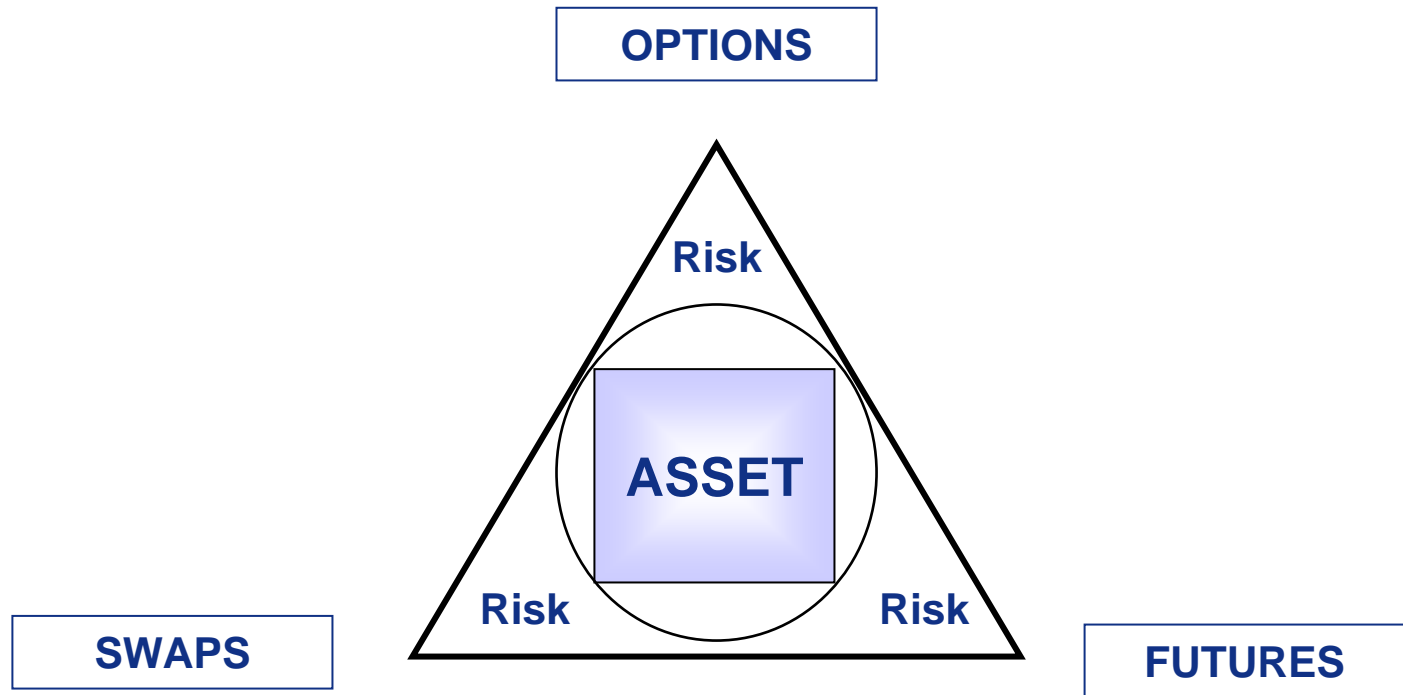 OPTIONS
Risk
ASSET
Risk
Risk
SWAPS
FUTURES